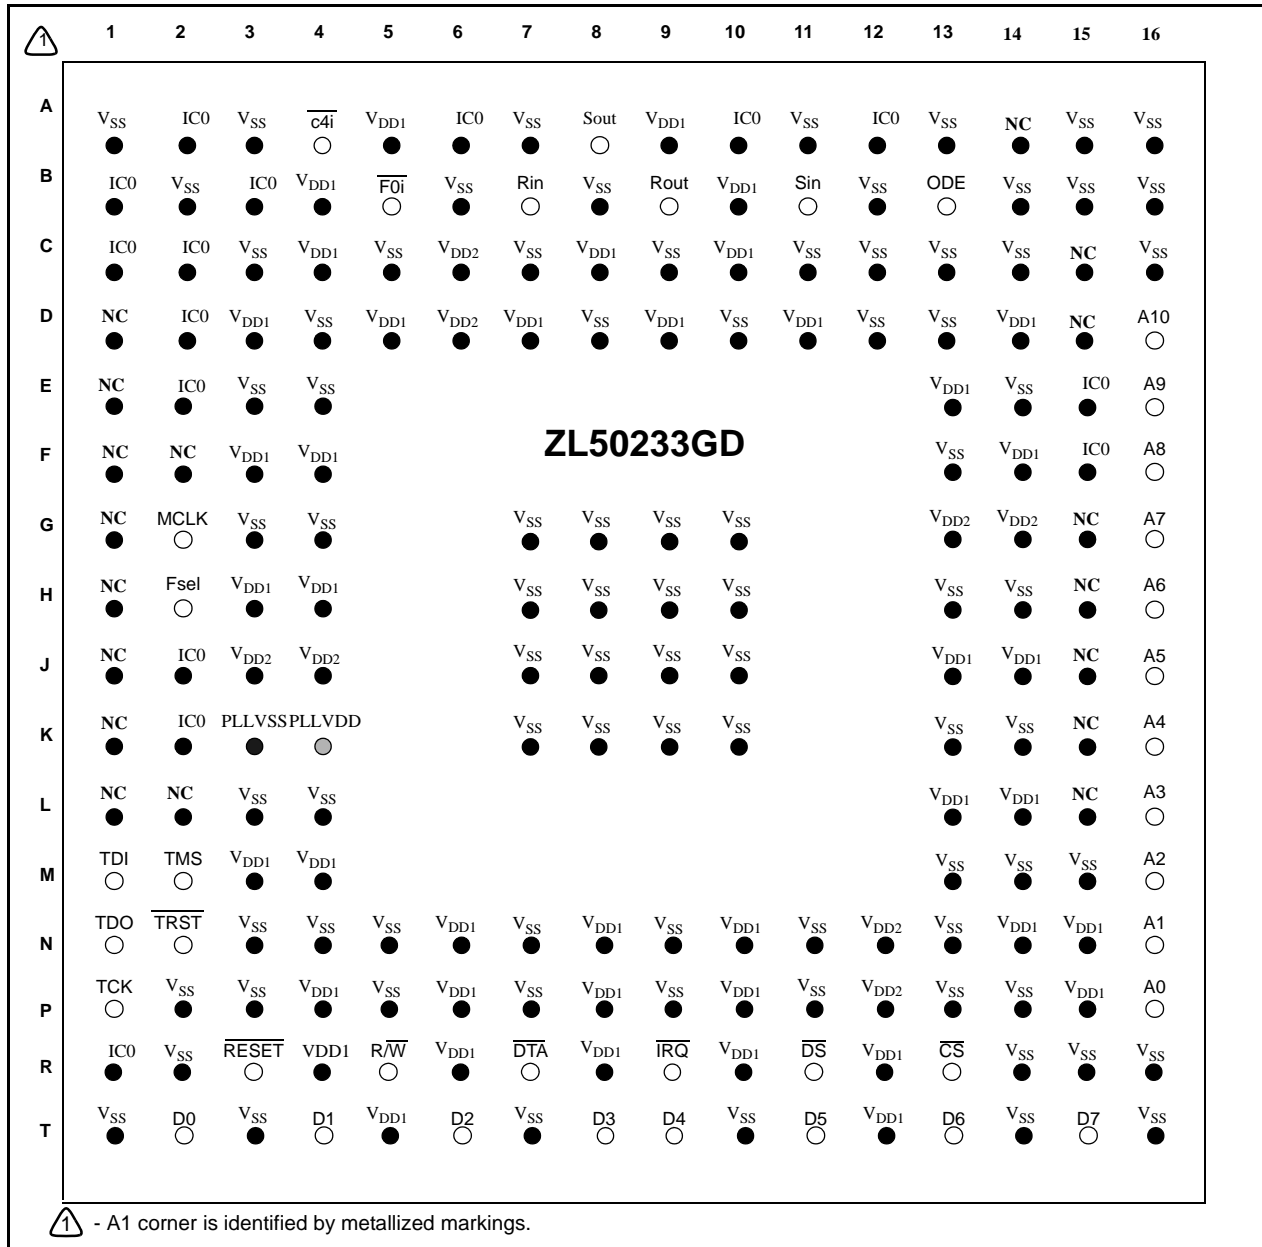 1 1 2 3 4 5 6 7 8 9 10 11 12 13 14 15 16
A VSS IC0 VSS c4i VDD1 IC0 VSS Sout VDD1 IC0 VSS IC0 VSS NC VSS VSS
B IC0 VSS IC0 VDD1 F0i VSS Rin VSS Rout VDD1 Sin VSS ODE VSS VSS VSS
C IC0 IC0 VSS VDD1 VSS VDD2 VSS VDD1 VSS VDD1 VSS VSS VSS VSS NC VSS
D NC IC0 VDD1 VSS VDD1 VDD2 VDD1 VSS VDD1 VSS VDD1 VSS VSS VDD1 NC A10
E NC IC0 VSS VSS VDD1 VSS IC0 A9
ZL50233GD
F NC NC VDD1 VDD1 VSS VDD1 IC0 A8
G NC MCLK VSS VSS VSS VSS VSS VSS VDD2 VDD2 NC A7
H NC Fsel VDD1 VDD1 VSS VSS VSS VSS VSS VSS NC A6
J NC IC0 VDD2 VDD2 VSS VSS VSS VSS VDD1 VDD1 NC A5
K NC IC0 PLLVSS PLLVDD VSS VSS VSS VSS VSS VSS NC A4
L NC NC VSS VSS VDD1 VDD1 NC A3
M TDI TMS VDD1 VDD1 VSS VSS VSS A2
N TDO TRST VSS VSS VSS VDD1 VSS VDD1 VSS VDD1 VSS VDD2 VSS VDD1 VDD1 A1
P TCK VSS VSS VDD1 VSS VDD1 VSS VDD1 VSS VDD1 VSS VDD2 VSS VSS VDD1 A0
R IC0 VSS RESET VDD1 R/W VDD1 DTA VDD1 IRQ VDD1 DS VDD1 CS VSS VSS VSS
T VSS D0 VSS D1 VDD1 D2 VSS D3 D4 VSS D5 VDD1 D6 VSS D7 VSS
1 - A1 corner is identified by metallized markings.